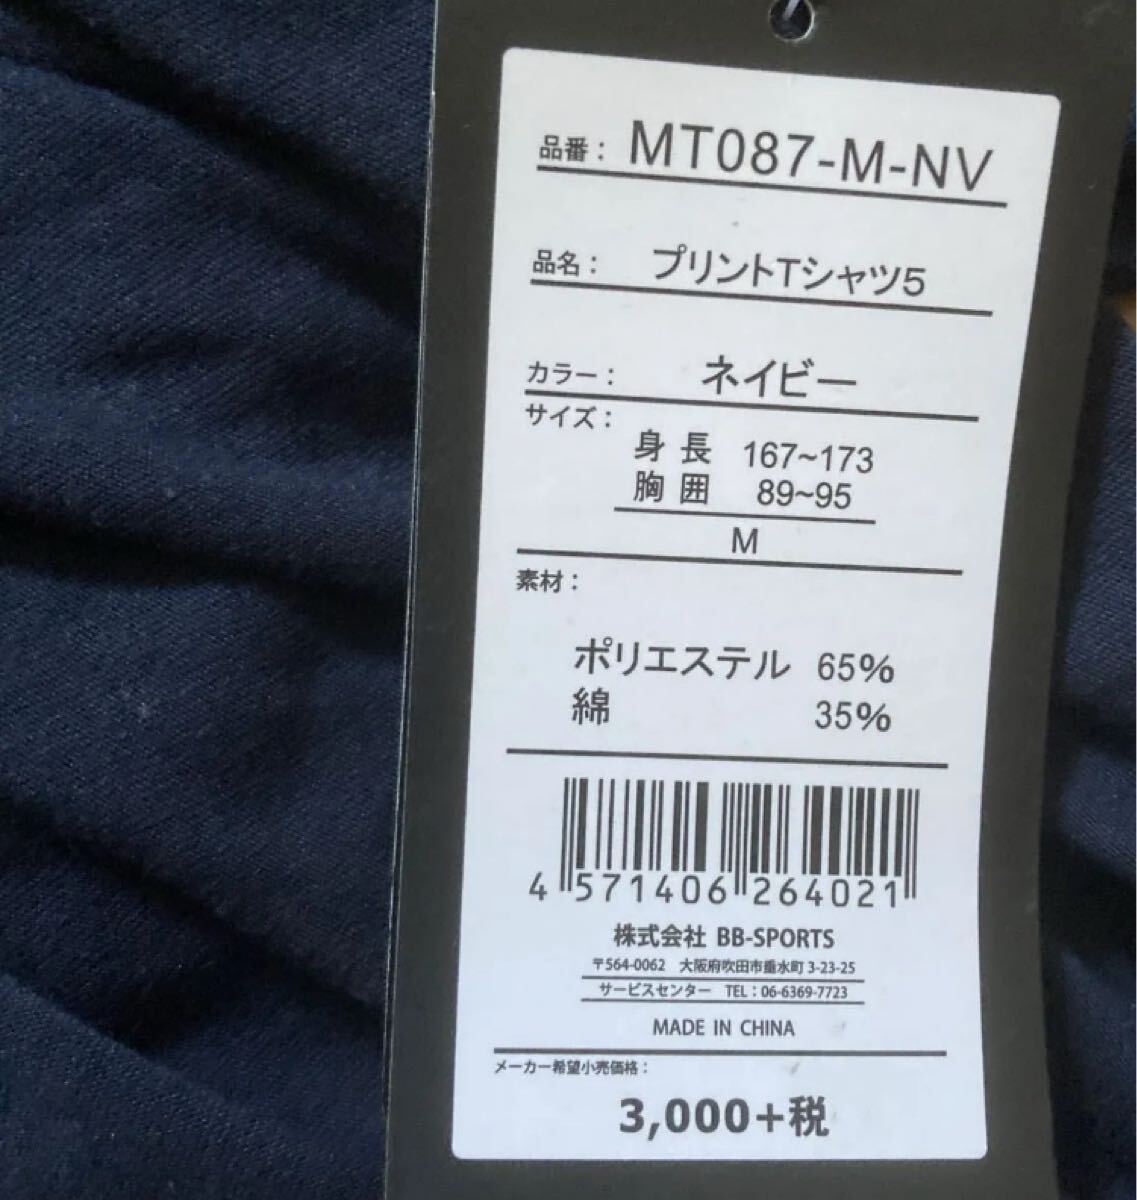 品番： MT087-M-NV
品名： プリントTシャツ5
カラー： ネイビー
サイズ：
身長 167~173
胸囲 89~95
M
素材：
ポリエステル 65%
綿 35%
4 571406 264021
株式会社 BB-SPORTS
〒564-0062 大阪府吹田市垂水町 3-23-25
サービスセンター TEL：06-6369-7723
MADE IN CHINA
メーカー希望小売価格：
3,000+税